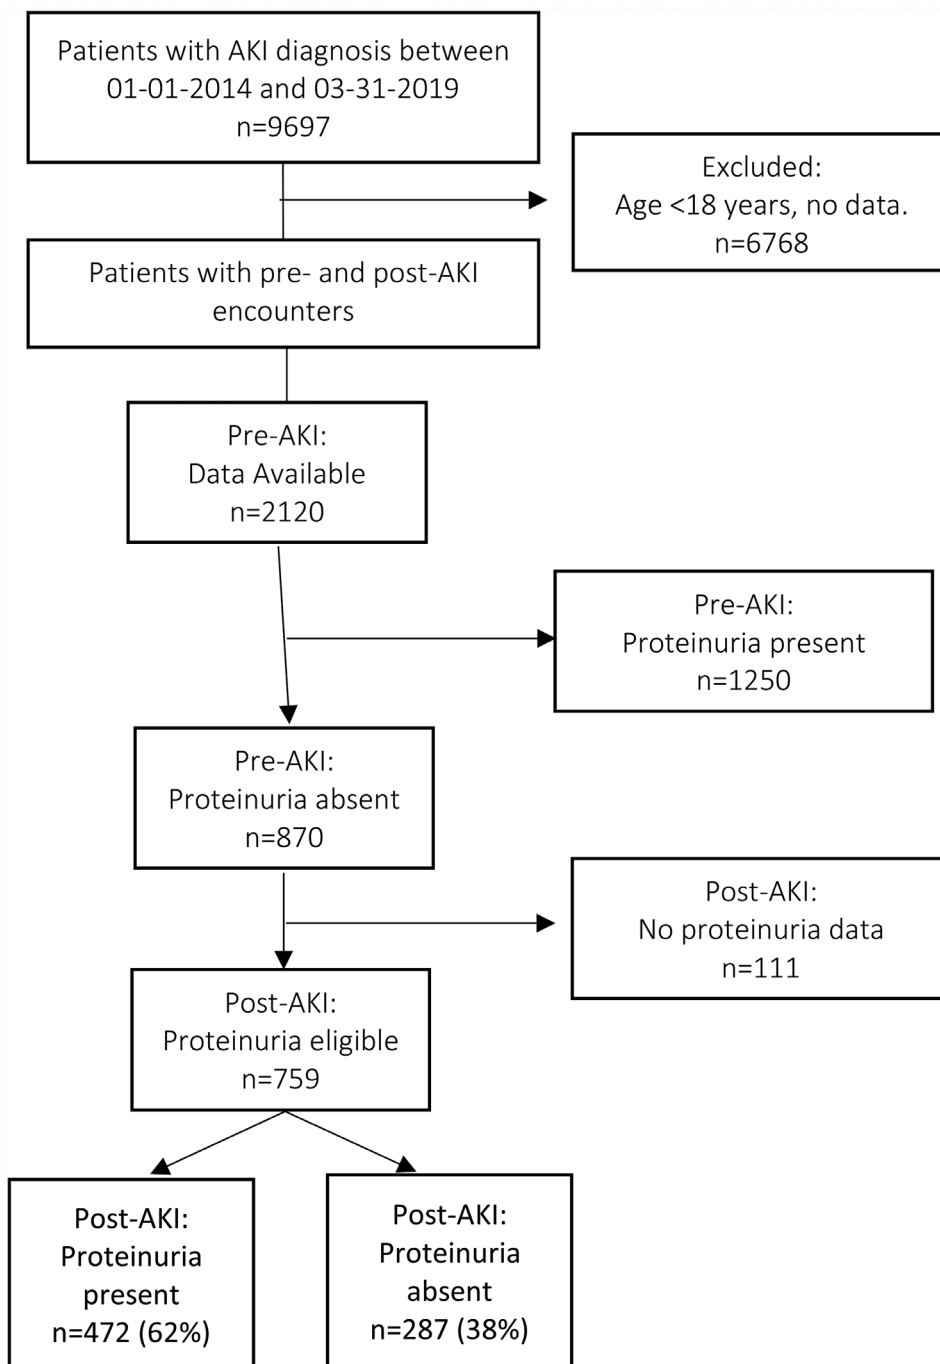 Patients with AKI diagnosis between
01-01-2014 and 03-31-2019
n=9697
Excluded:
Age <18 years, no data.
n=6768
Patients with pre- and post-AKI
encounters
Pre-AKI:
Data Available
n=2120
Pre-AKI:
Proteinuria present
n=1250
Pre-AKI:
Proteinuria absent
n=870
Post-AKI:
No proteinuria data
n=111
Post-AKI:
Proteinuria eligible
n=759
Post-AKI:
Proteinuria
present
n=472 (62%)
Post-AKI:
Proteinuria
absent
n=287 (38%)